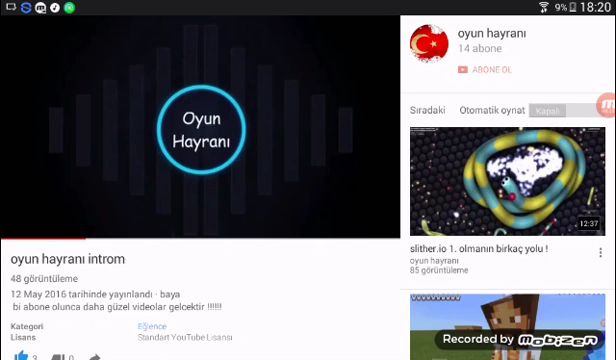 9% 18:20
Oyun
Hayranı
oyun hayranı
14 abone
ABONE OL
Sıradaki Otomatik oynat Kapalı
12:37
slither.io 1. olmanın birkaç yolu !
oyun hayranı
85 görüntüleme
oyun hayranı introm
48 görüntüleme
12 May 2016 tarihinde yayınlandı · baya
bi abone olunca daha güzel videolar gelcektir !!!!!!
Kategori Eğlence
Lisans Standart YouTube Lisansı
3 0
Recorded by MOBIZEN